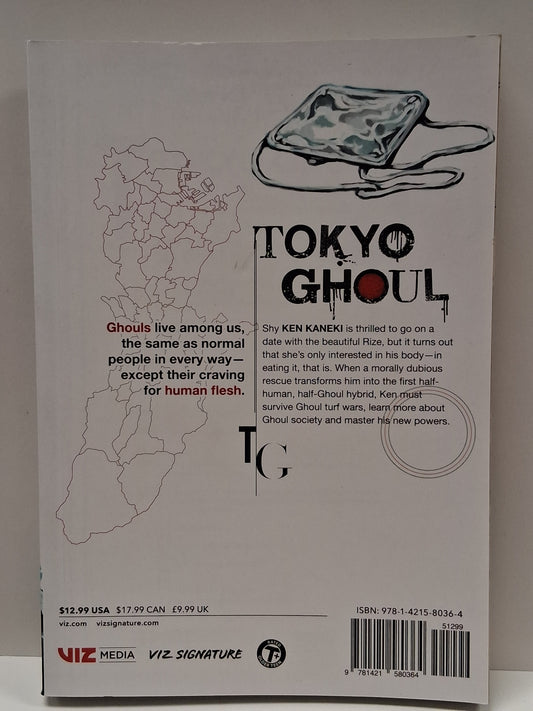 TOKYO
GHOUL
Ghouls live among us,
the same as normal
people in every way—
except their craving
for human flesh.
Shy KEN KANEKI is thrilled to go on a
date with the beautiful Rize, but it turns out
that she's only interested in his body—in
eating it, that is. When a morally dubious
rescue transforms him into the first half-
human, half-Ghoul hybrid, Ken must
survive Ghoul turf wars, learn more about
Ghoul society and master his new powers.
TG
$12.99 USA $17.99 CAN £9.99 UK
viz.com vizsignature.com
VIZ MEDIA VIZ SIGNATURE
RATED
T+
OLDER TEEN
ISBN: 978-1-4215-8036-4
51299
9 781421 580364